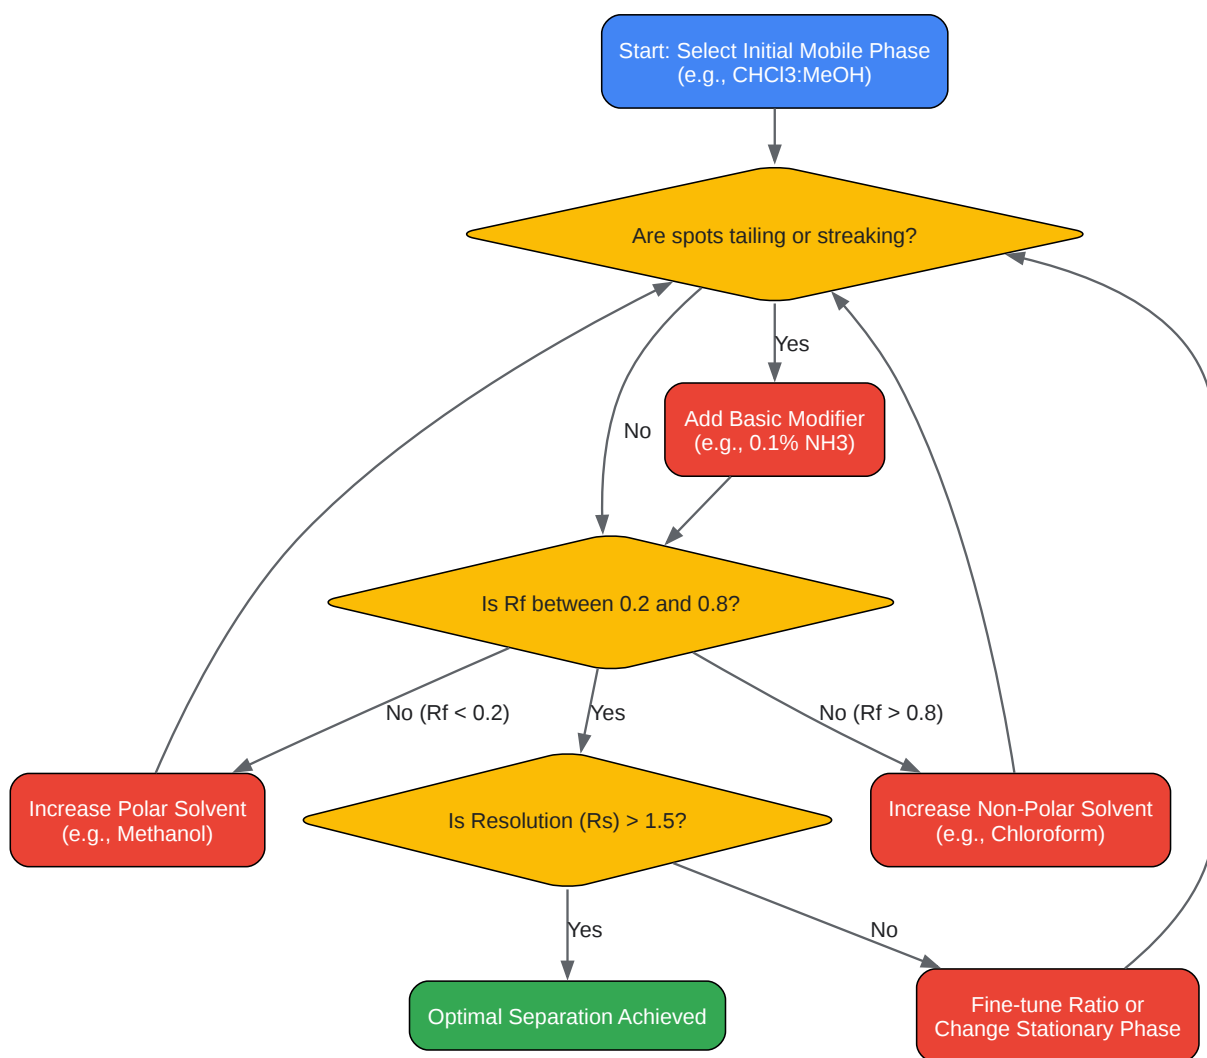 Start: Select Initial Mobile Phase
(e.g., CHCl3:MeOH)
Are spots tailing or streaking?
Yes
No
Add Basic Modifier
(e.g., 0.1% NH3)
Is Rf between 0.2 and 0.8?
No (Rf < 0.2)
Yes
No (Rf > 0.8)
Increase Polar Solvent
(e.g., Methanol)
Is Resolution (Rs) > 1.5?
Increase Non-Polar Solvent
(e.g., Chloroform)
Yes
No
Optimal Separation Achieved
Fine-tune Ratio or
Change Stationary Phase